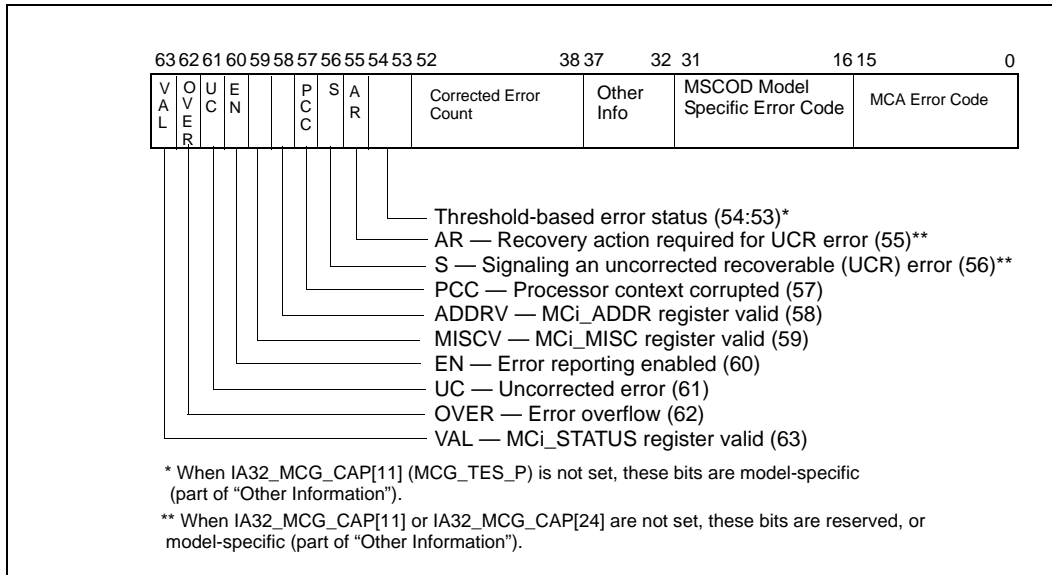 63 62 61 60 59 58 57 56 55 54 53 52 38 37 32 31 16 15 0
VAL
OVER
UC
EN
PCC
S
AR
Corrected Error
Count
Other
Info
MSCOD Model
Specific Error Code
MCA Error Code
Threshold-based error status (54:53)*
AR — Recovery action required for UCR error (55)**
S — Signaling an uncorrected recoverable (UCR) error (56)**
PCC — Processor context corrupted (57)
ADDRV — MCi_ADDR register valid (58)
MISCV — MCi_MISC register valid (59)
EN — Error reporting enabled (60)
UC — Uncorrected error (61)
OVER — Error overflow (62)
VAL — MCi_STATUS register valid (63)
* When IA32_MCG_CAP[11] (MCG_TES_P) is not set, these bits are model-specific
(part of “Other Information”).
** When IA32_MCG_CAP[11] or IA32_MCG_CAP[24] are not set, these bits are reserved, or
model-specific (part of “Other Information”).